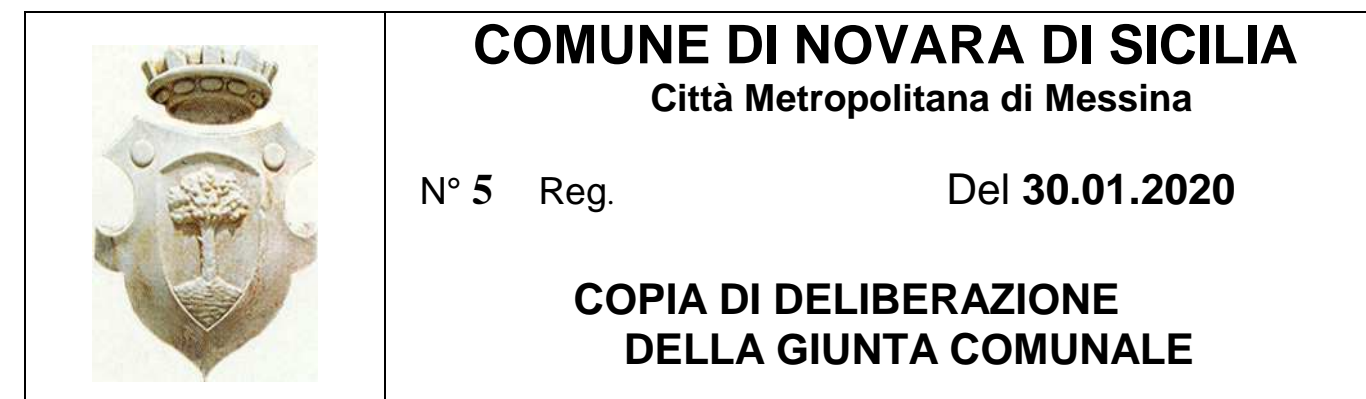 COMUNE DI NOVARA DI SICILIA
Città Metropolitana di Messina
N° 5 Reg. Del 30.01.2020
COPIA DI DELIBERAZIONE
DELLA GIUNTA COMUNALE